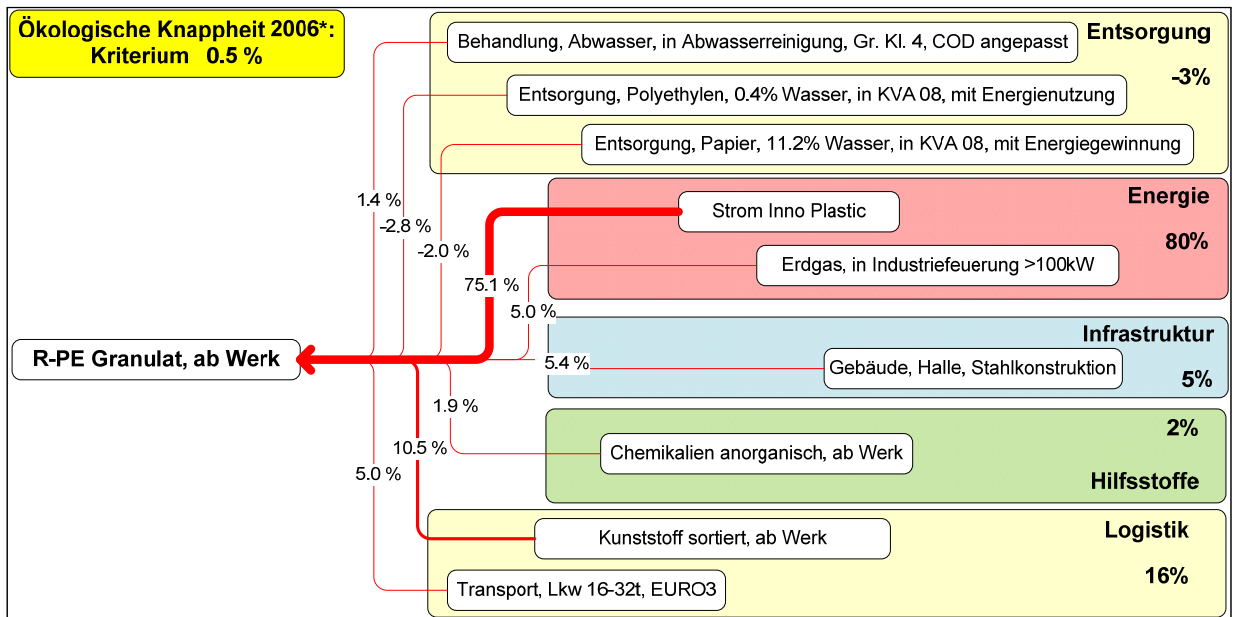 Ökologische Knappheit 2006*:
Kriterium 0.5 %
Behandlung, Abwasser, in Abwasserreinigung, Gr. Kl. 4, COD angepasst
Entsorgung
-3%
Entsorgung, Polyethylen, 0.4% Wasser, in KVA 08, mit Energienutzung
Entsorgung, Papier, 11.2% Wasser, in KVA 08, mit Energiegewinnung
1.4 %
-2.8 %
-2.0 %
Energie
80%
Strom Inno Plastic
Erdgas, in Industriefeuerung >100kW
75.1 %
5.0 %
R-PE Granulat, ab Werk
Infrastruktur
5%
5.4 %
Gebäude, Halle, Stahlkonstruktion
1.9 %
2%
Chemikalien anorganisch, ab Werk
Hilfsstoffe
10.5 %
5.0 %
Logistik
16%
Kunststoff sortiert, ab Werk
Transport, Lkw 16-32t, EURO3